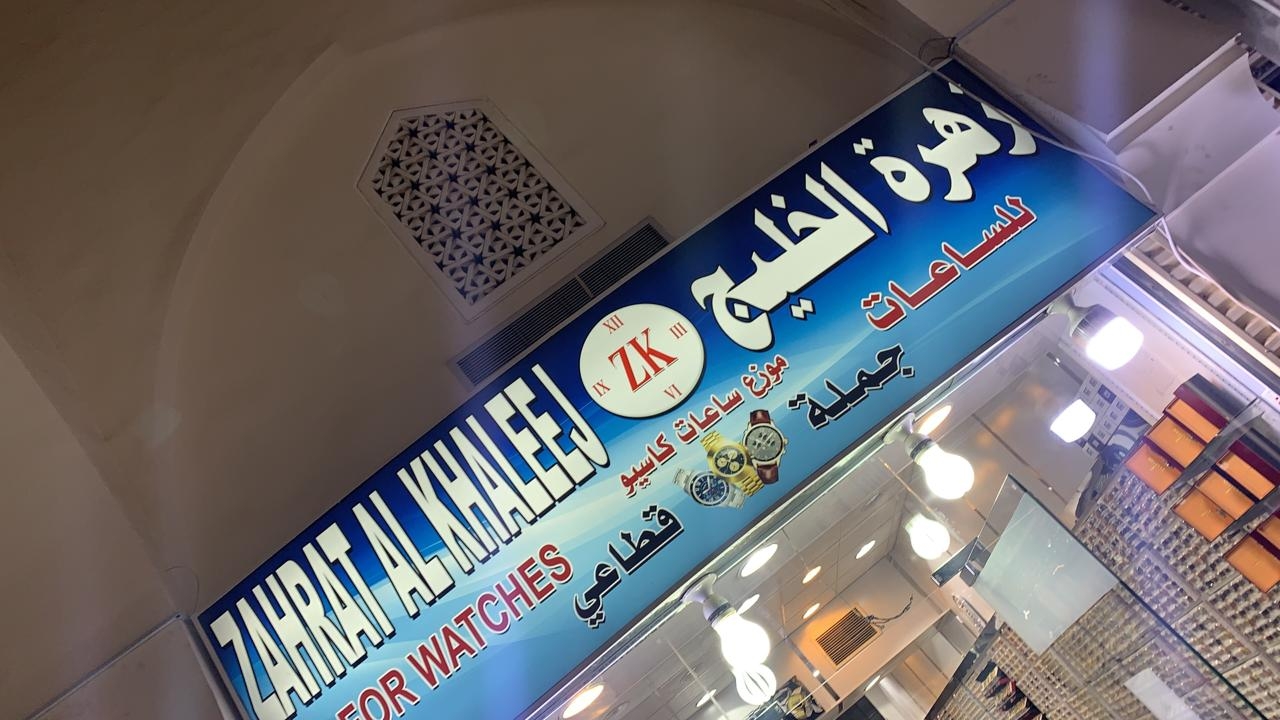 زهرة الخليج
للساعات
ZK
XII
III
VI
IX
موزع ساعات كاسيو
جملة
قطاعي
ZAHRAT AL KHALEEJ
FOR WATCHES